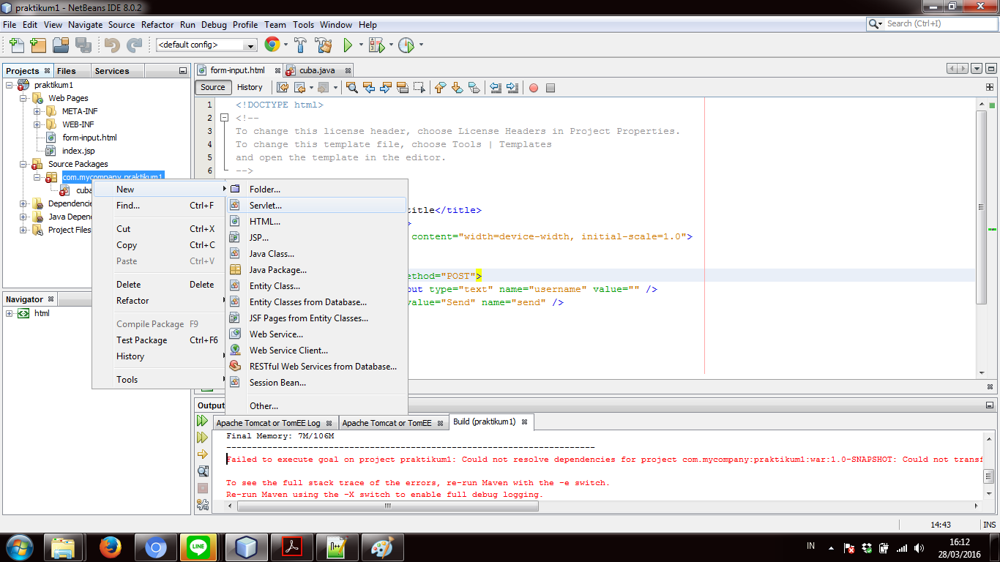 praktikum1 - NetBeans IDE 8.0.2
File Edit View Navigate Source Refactor Run Debug Profile Team Tools Window Help
Search (Ctrl+I)
<default config>
Projects Files Services
praktikum1
Web Pages
META-INF
WEB-INF
form-input.html
index.jsp
Source Packages
com.mycompany.praktikum1
cuba
Dependencies
Java Depen
Project Files
Navigator
html
New
Find... Ctrl+F
Cut Ctrl+X
Copy Ctrl+C
Paste Ctrl+V
Delete Delete
Refactor
Compile Package F9
Test Package Ctrl+F6
History
Tools
Folder...
Servlet...
HTML...
JSP...
Java Class...
Java Package...
Entity Class...
Entity Classes from Database...
JSF Pages from Entity Classes...
Web Service...
Web Service Client...
RESTful Web Services from Database...
Session Bean...
Other...
form-input.html cuba.java
Source History
1 <!DOCTYPE html>
2 <!--
3 To change this license header, choose License Headers in Project Properties.
4 To change this template file, choose Tools | Templates
5 and open the template in the editor.
6 -->
title</title>
>
content="width=device-width, initial-scale=1.0">
ethod="POST">
out type="text" name="username" value="" />
value="Send" name="send" />
Output
Apache Tomcat or TomEE Log Apache Tomcat or TomEE Build (praktikum1)
Final Memory: 7M/106M
------------------------------------------------------------------------
Failed to execute goal on project praktikum1: Could not resolve dependencies for project com.mycompany:praktikum1:war:1.0-SNAPSHOT: Could not transf
To see the full stack trace of the errors, re-run Maven with the -e switch.
Re-run Maven using the -X switch to enable full debug logging.
14:43 INS
LINE
IN
16:12
28/03/2016